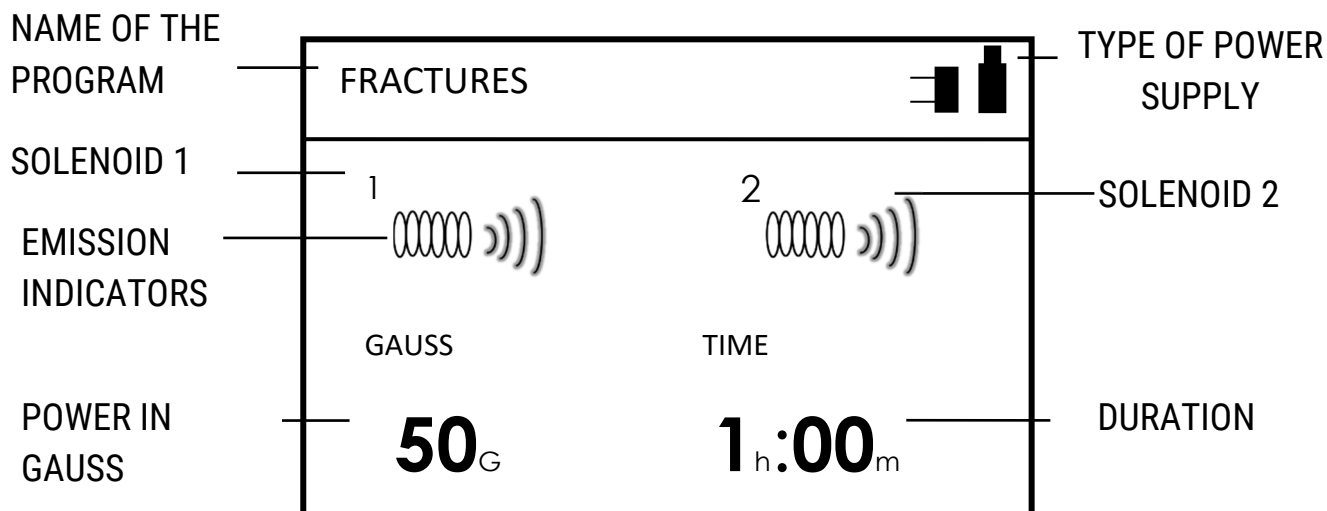 NAME OF THE
PROGRAM
FRACTURES
TYPE OF POWER
SUPPLY
SOLENOID 1
1
2
SOLENOID 2
EMISSION
INDICATORS
GAUSS
TIME
POWER IN
GAUSS
50G
1h:00m
DURATION